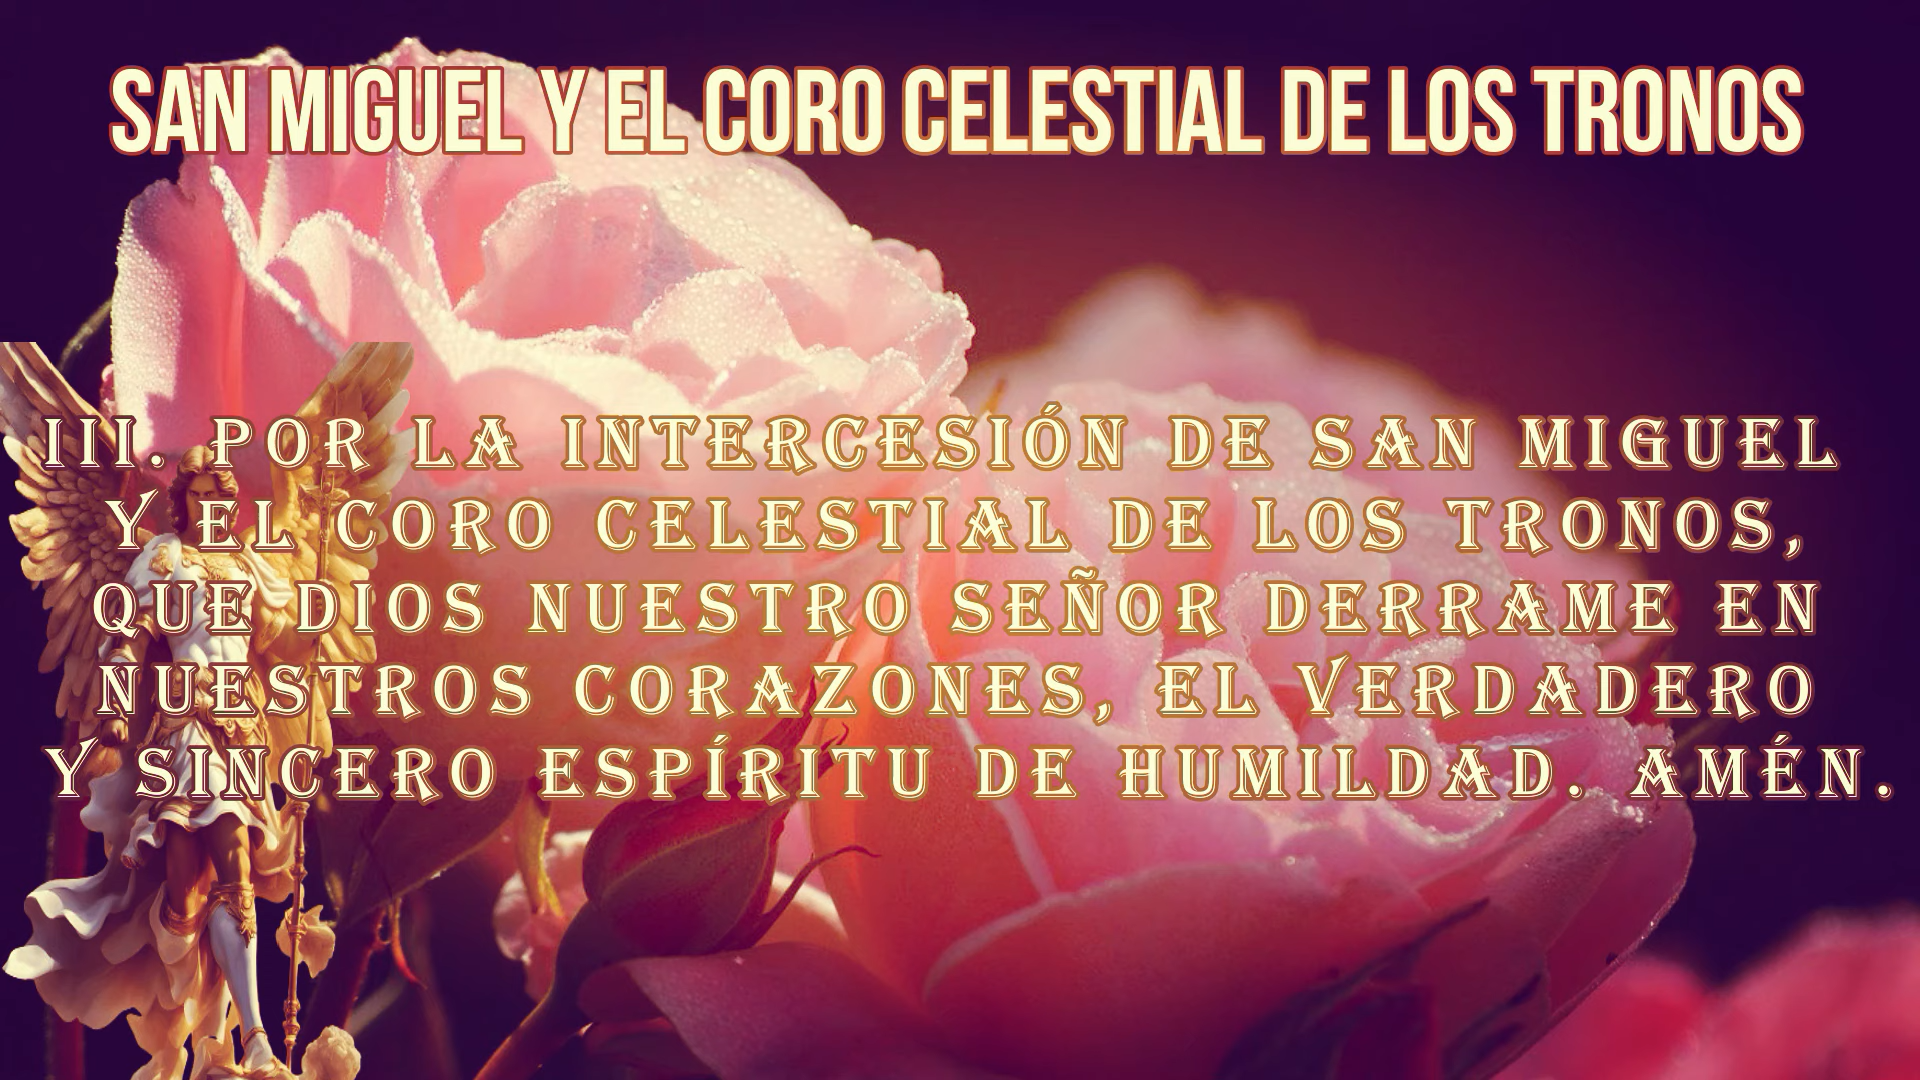 SAN MIGUEL Y EL CORO CELESTIAL DE LOS TRONOS
III. POR LA INTERCESIÓN DE SAN MIGUEL
Y EL CORO CELESTIAL DE LOS TRONOS,
QUE DIOS NUESTRO SEÑOR DERRAME EN
NUESTROS CORAZONES, EL VERDADERO
Y SINCERO ESPÍRITU DE HUMILDAD. AMÉN.